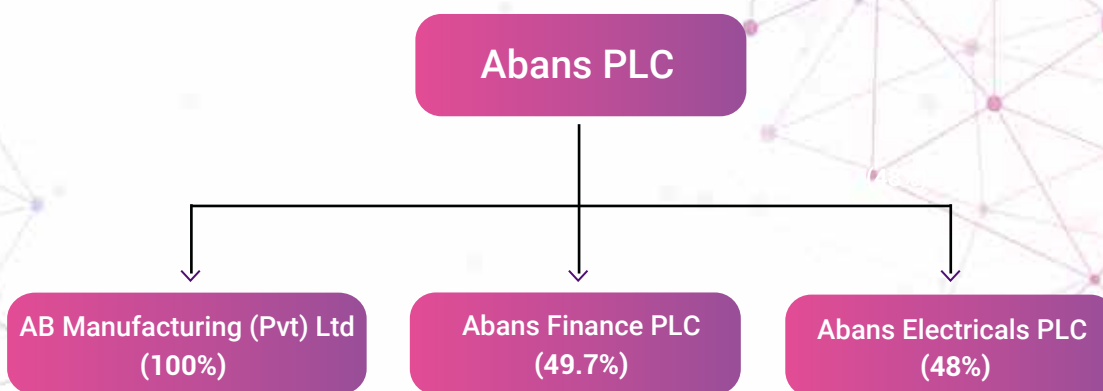 Abans PLC
AB Manufacturing (Pvt) Ltd
(100%)
Abans Finance PLC
(49.7%)
Abans Electricals PLC
(48%)